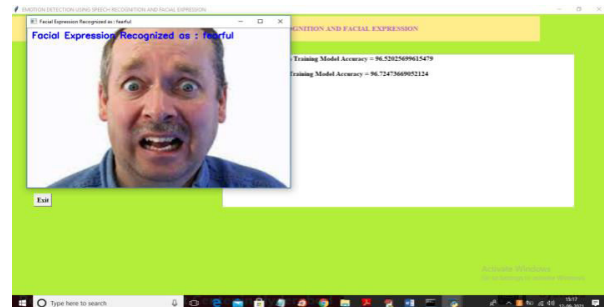 EMOTION DETECTION USING SPEECH RECOGNITION AND FACIAL EXPRESSION
Facial Expression Recognized as : fearful
Facial Expression Recognized as : fearful
GNITION AND FACIAL EXPRESSION
Training Model Accuracy = 96.52025699615479
Training Model Accuracy = 96.72473669052124
Exit
Activate Windows
Type here to search
15:17